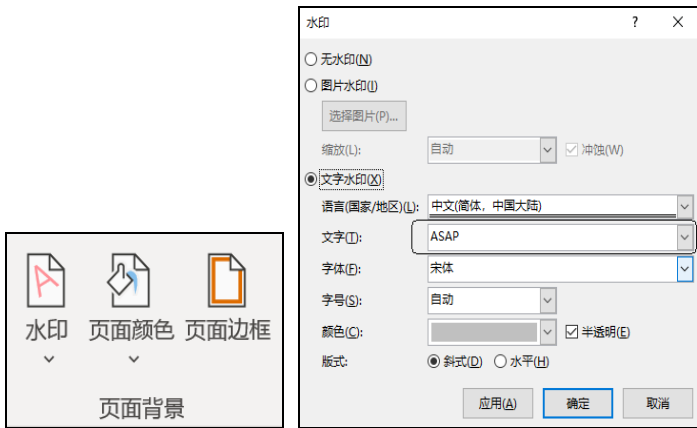 水印 页面颜色 页面边框
页面背景
水印 ? ×
无水印(N)
图片水印(I)
选择图片(P)...
缩放(L): 自动 冲蚀(W)
文字水印(X)
语言(国家/地区)(L): 中文(简体，中国大陆)
文字(T): ASAP
字体(F): 宋体
字号(S): 自动
颜色(C): 半透明(E)
版式: 斜式(D) 水平(H)
应用(A) 确定 取消